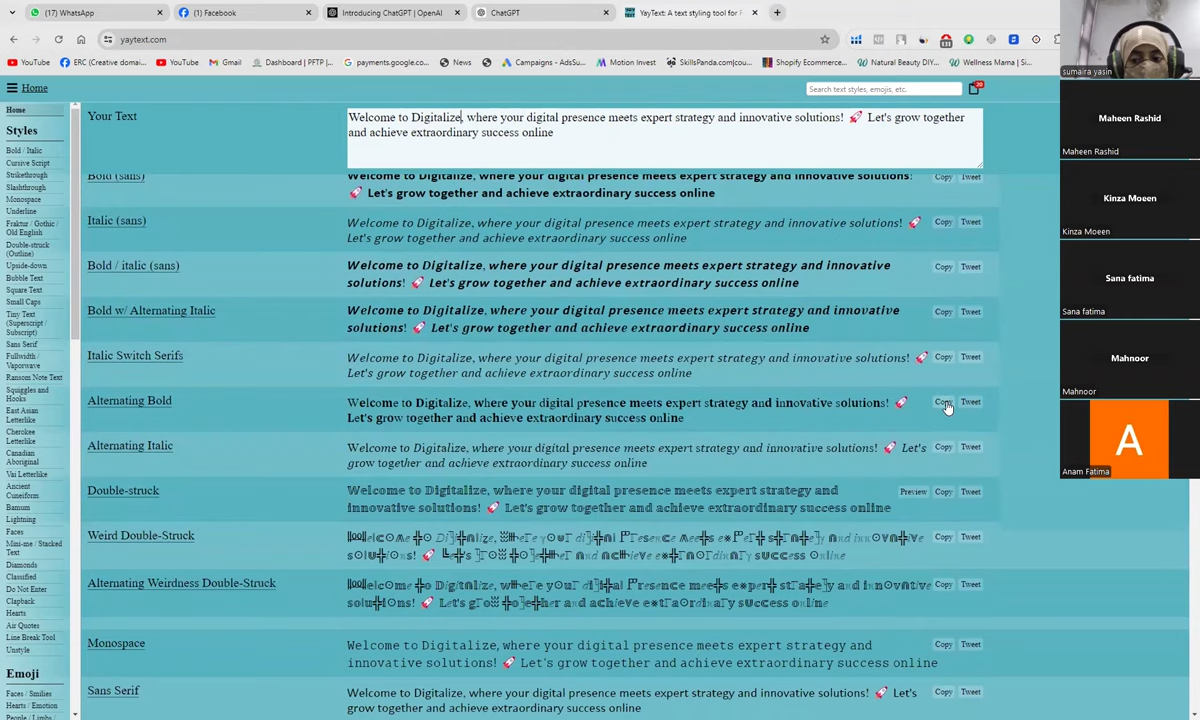 (17) WhatsApp
(1) Facebook
Introducing ChatGPT | OpenAI
ChatGPT
YayText: A text styling tool for F
yaytext.com
YouTube
ERC (Creative domai...
YouTube
Gmail
Dashboard | PFTP |...
payments.google.co...
News
Campaigns - AdsSu...
Motion Invest
SkillsPanda.com|cou...
Shopify Ecommerce...
Natural Beauty DIY...
Wellness Mama | Si...
Home
Search text styles, emojis, etc.
Home
Styles
Bold / Italic
Cursive Script
Strikethrough
Slashthrough
Monospace
Underline
Fraktur / Gothic /
Old English
Double-struck
(Outline)
Upside-down
Bubble Text
Square Text
Small Caps
Tiny Text
(Superscript /
Subscript)
Sans Serif
Fullwidth /
Vaporwave
Ransom Note Text
Squiggles and
Hooks
East Asian
Letterlike
Cherokee
Letterlike
Canadian
Aboriginal
Vai Letterlike
Ancient
Cuneiform
Bamum
Lightning
Faces
Mini-me / Stacked
Text
Diamonds
Classified
Do Not Enter
Clapback
Hearts
Air Quotes
Line Break Tool
Unstyle
Emoji
Faces / Smilies
Hearts / Emotion
People / Limbs /
Your Text
Welcome to Digitalize, where your digital presence meets expert strategy and innovative solutions! 🚀 Let's grow together
and achieve extraordinary success online
Bold (sans)
Welcome to Digitalize, where your digital presence meets expert strategy and innovative solutions!
🚀 Let's grow together and achieve extraordinary success online
Copy Tweet
Italic (sans)
Welcome to Digitalize, where your digital presence meets expert strategy and innovative solutions! 🚀
Let's grow together and achieve extraordinary success online
Copy Tweet
Bold / italic (sans)
Welcome to Digitalize, where your digital presence meets expert strategy and innovative
solutions! 🚀 Let's grow together and achieve extraordinary success online
Copy Tweet
Bold w/ Alternating Italic
Welcome to Digitalize, where your digital presence meets expert strategy and innovative
solutions! 🚀 Let's grow together and achieve extraordinary success online
Copy Tweet
Italic Switch Serifs
Welcome to Digitalize, where your digital presence meets expert strategy and innovative solutions! 🚀
Let's grow together and achieve extraordinary success online
Copy Tweet
Alternating Bold
Welcome to Digitalize, where your digital presence meets expert strategy and innovative solutions! 🚀
Let's grow together and achieve extraordinary success online
Copy Tweet
Alternating Italic
Welcome to Digitalize, where your digital presence meets expert strategy and innovative solutions! 🚀 Let's
grow together and achieve extraordinary success online
Copy Tweet
Double-struck
Welcome to Digitalize, where your digital presence meets expert strategy and
innovative solutions! 🚀 Let's grow together and achieve extraordinary success online
Preview Copy Tweet
Weird Double-Struck
Copy Tweet
Alternating Weirdness Double-Struck
Copy Tweet
Monospace
Welcome to Digitalize, where your digital presence meets expert strategy and
innovative solutions! 🚀 Let's grow together and achieve extraordinary success online
Copy Tweet
Sans Serif
Welcome to Digitalize, where your digital presence meets expert strategy and innovative solutions! 🚀 Let's
grow together and achieve extraordinary success online
Copy Tweet
sumaira yasin
Maheen Rashid
Maheen Rashid
Kinza Moeen
Kinza Moeen
Sana fatima
Sana fatima
Mahnoor
Mahnoor
A
Anam Fatima